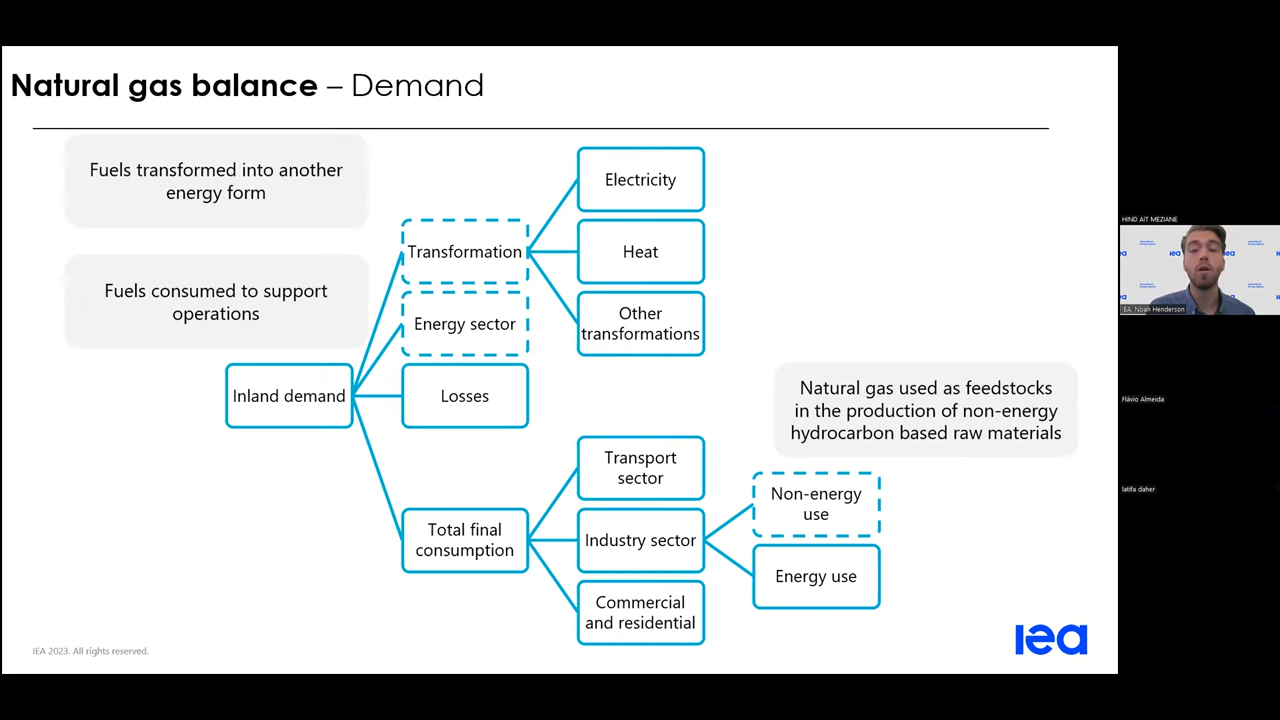 Natural gas balance – Demand
Fuels transformed into another
energy form
Fuels consumed to support
operations
Inland demand
Transformation
Energy sector
Losses
Total final
consumption
Electricity
Heat
Other
transformations
Transport
sector
Industry sector
Commercial
and residential
Natural gas used as feedstocks
in the production of non-energy
hydrocarbon based raw materials
Non-energy
use
Energy use
IEA 2023. All rights reserved.
iea
HIND AIT MEZIANE
IEA, Noah Henderson
Flávio Almeida
latifa daher